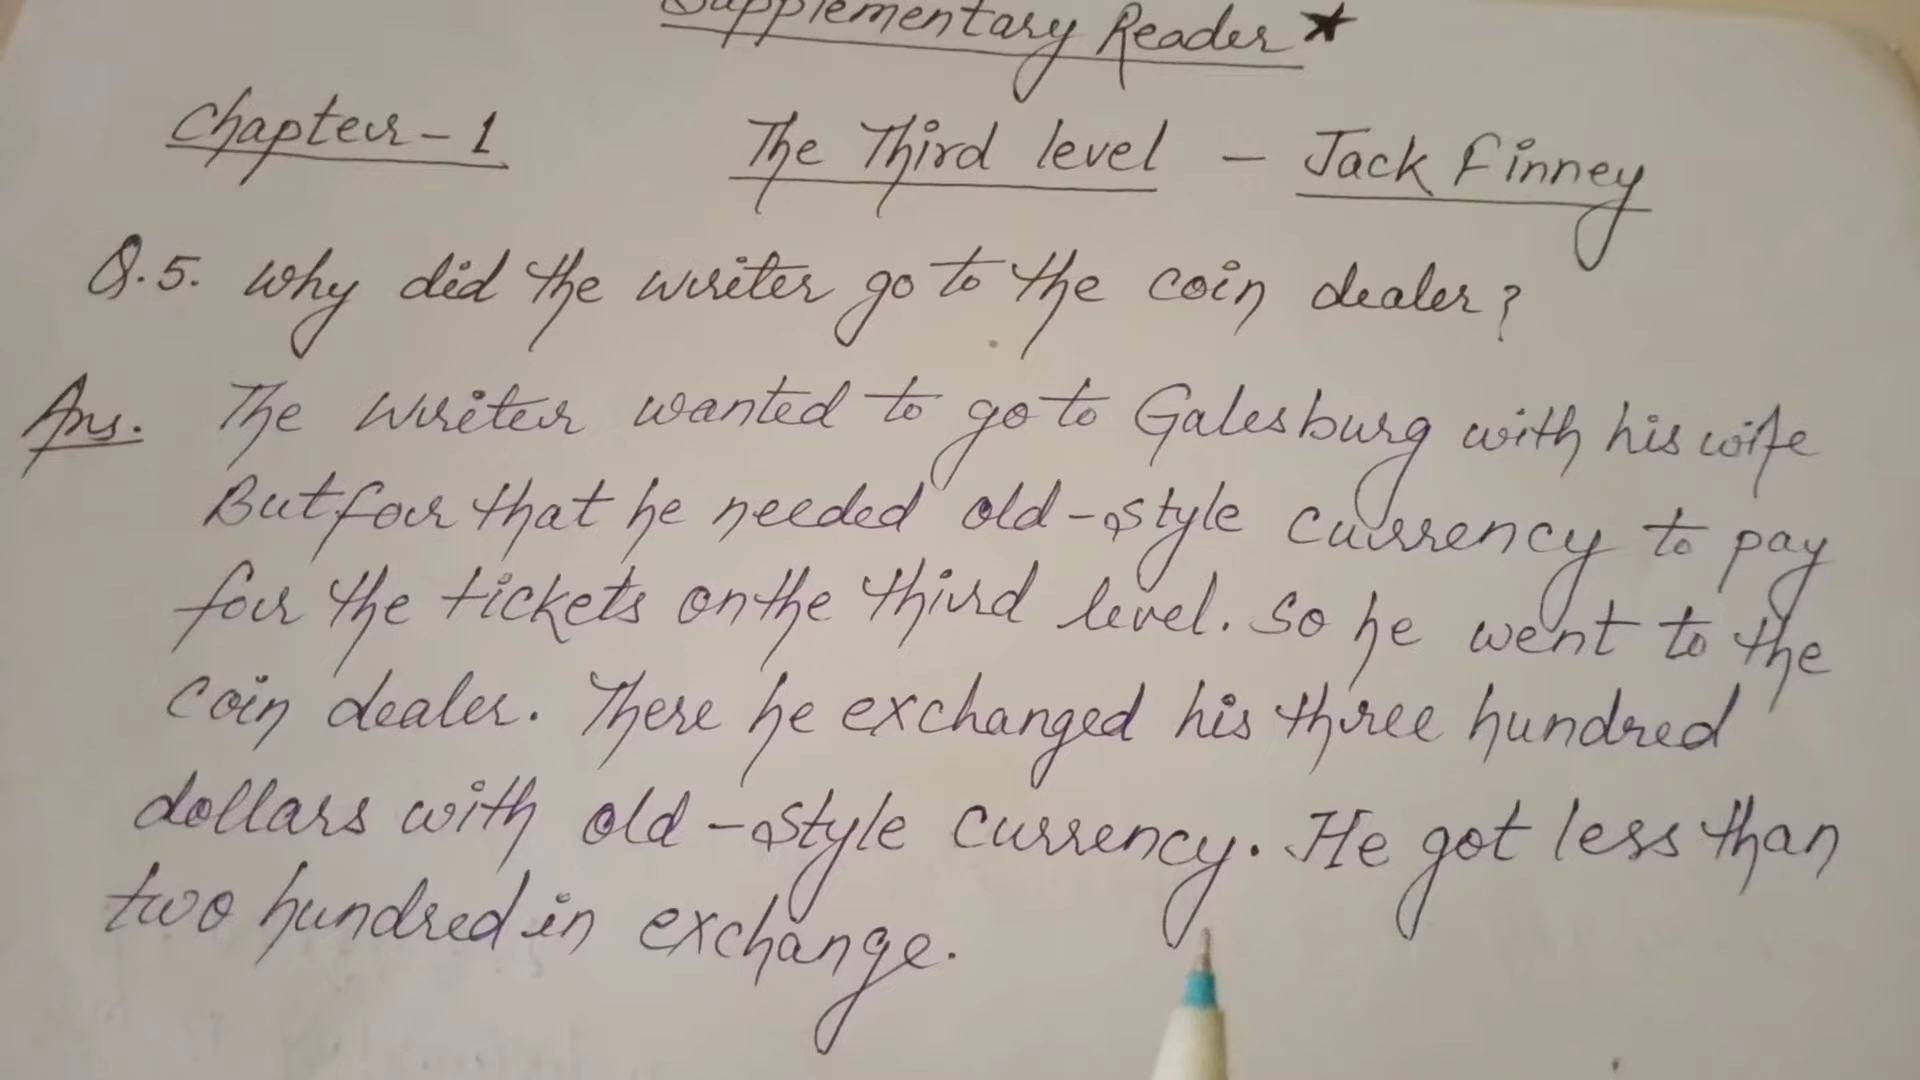 Supplementary Reader ★
Chapter - 1 The Third level - Jack Finney
Q.5. Why did the writer go to the coin dealer?
Ans. The writer wanted to go to Galesburg with his wife
But for that he needed old-style currency to pay
for the tickets on the third level. So he went to the
coin dealer. There he exchanged his three hundred
dollars with old-style currency. He got less than
two hundred in exchange.